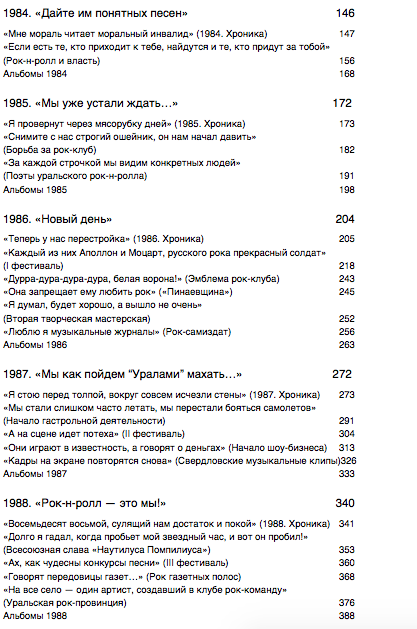 1984. «Дайте им понятных песен» 146
«Мне мораль читает моральный инвалид» (1984. Хроника) 147
«Если есть те, кто приходит к тебе, найдутся и те, кто придут за тобой»
(Рок-н-ролл и власть) 156
Альбомы 1984 168
1985. «Мы уже устали ждать…» 172
«Я провернут через мясорубку дней» (1985. Хроника) 173
«Снимите с нас строгий ошейник, он нам начал давить»
(Борьба за рок-клуб) 182
«За каждой строчкой мы видим конкретных людей»
(Поэты уральского рок-н-ролла) 191
Альбомы 1985 198
1986. «Новый день» 204
«Теперь у нас перестройка» (1986. Хроника) 205
«Каждый из них Аполлон и Моцарт, русского рока прекрасный солдат»
(I фестиваль) 218
«Дурра-дура-дура-дура, белая ворона!» (Эмблема рок-клуба) 243
«Она запрещает ему любить рок» («Пинаевщина») 245
«Я думал, будет хорошо, а вышло не очень»
(Вторая творческая мастерская) 252
«Люблю я музыкальные журналы» (Рок-самиздат) 256
Альбомы 1986 263
1987. «Мы как пойдем “Уралами” махать…» 272
«Я стою перед толпой, вокруг совсем исчезли стены» (1987. Хроника) 273
«Мы стали слишком часто летать, мы перестали бояться самолетов»
(Начало гастрольной деятельности) 291
«А на сцене идет потеха» (II фестиваль) 304
«Они играют в известность, а говорят о деньгах» (Начало шоу-бизнеса) 313
«Кадры на экране повторятся снова» (Свердловские музыкальные клипы)326
Альбомы 1987 333
1988. «Рок-н-ролл — это мы!» 340
«Восемьдесят восьмой, сулящий нам достаток и покой» (1988. Хроника) 341
«Долго я гадал, когда пробьет мой звездный час, и вот он пробил!»
(Всесоюзная слава «Наутилуса Помпилиуса») 353
«Ах, как чудесны конкурсы песни» (III фестиваль) 360
«Говорят передовицы газет…» (Рок газетных полос) 368
«На все село — один артист, создавший в клубе рок-команду»
(Уральская рок-провинция) 376
Альбомы 1988 388